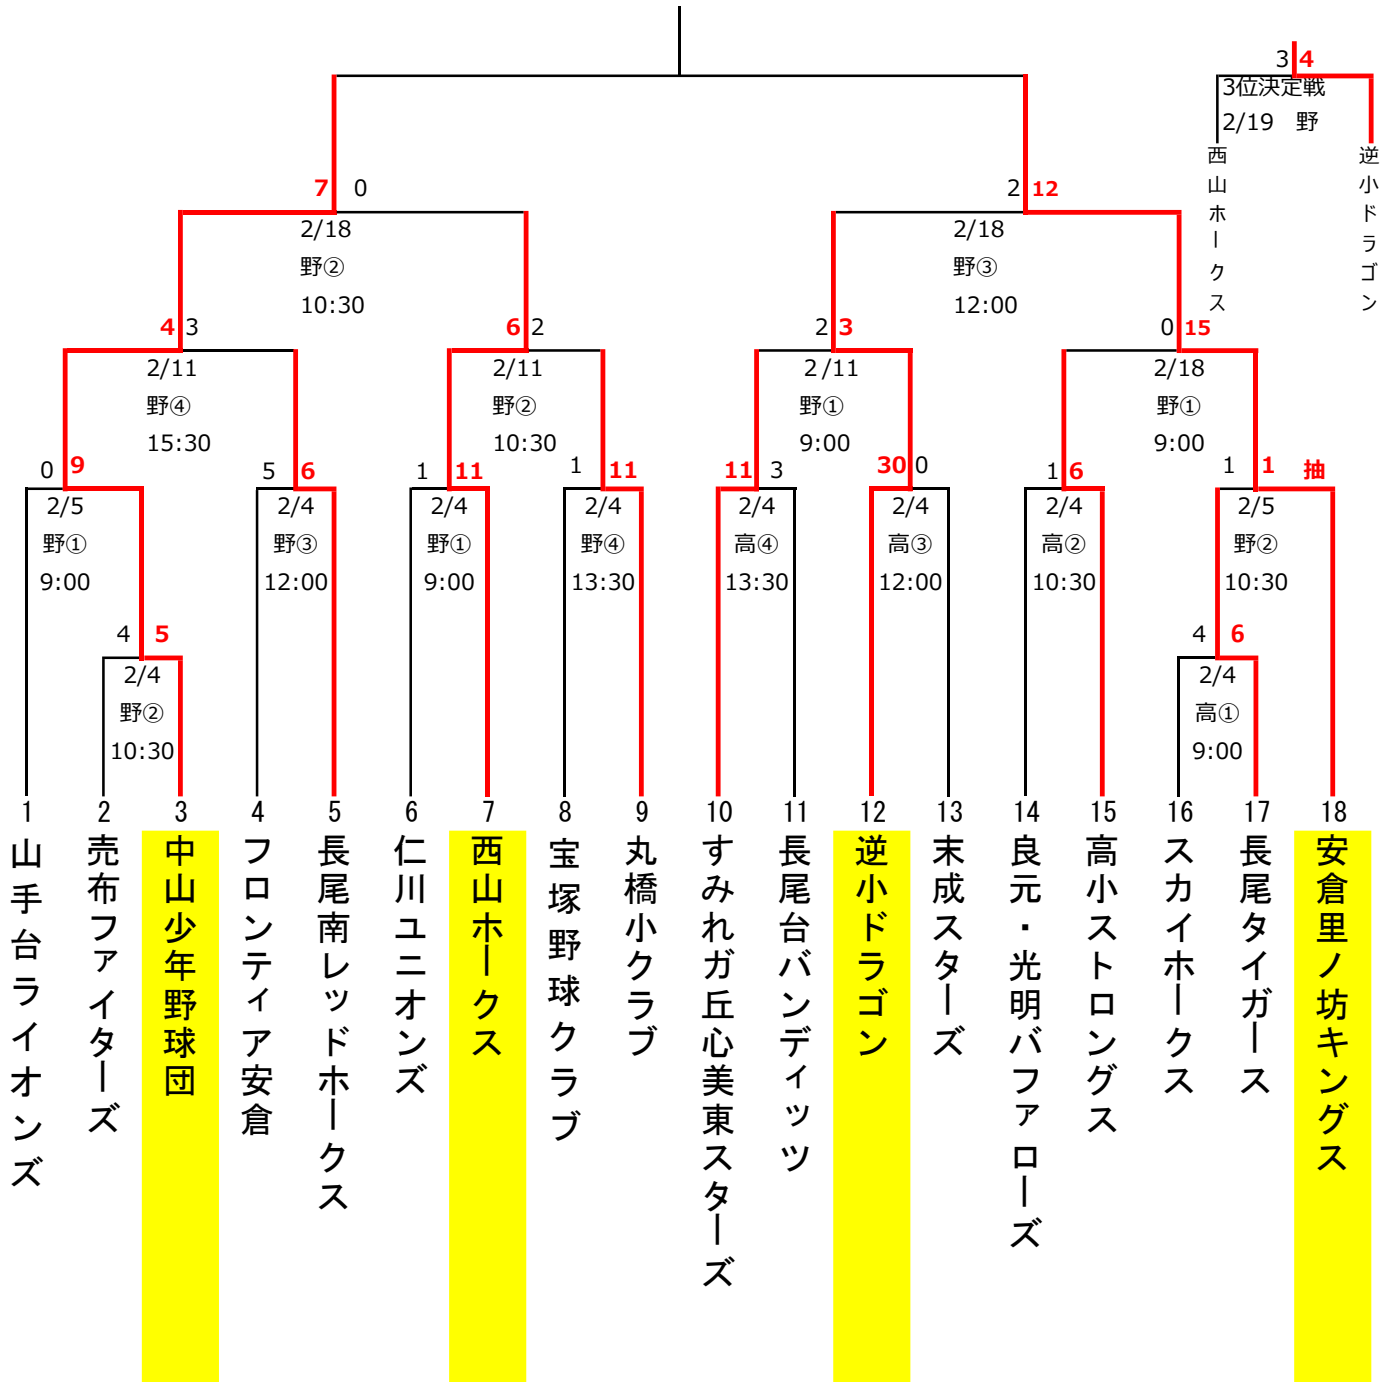 3 4
3位決定戦
2/19 野
西山ホークス
逆小ドラゴン
7 0
2 12
2/18
野②
10:30
2/18
野③
12:00
4 3
6 2
2 3
0 15
2/11
野④
15:30
2/11
野②
10:30
2/11
野①
9:00
2/18
野①
9:00
0 9
5 6
1 11
1 11
11 3
30 0
1 6
1 1 抽
2/5
野①
9:00
2/4
野③
12:00
2/4
野①
9:00
2/4
野④
13:30
2/4
高④
13:30
2/4
高③
12:00
2/4
高②
10:30
2/5
野②
10:30
4 5
2/4
野②
10:30
4 6
2/4
高①
9:00
1
山手台ライオンズ
2
売布ファイターズ
3
中山少年野球団
4
フロンティア安倉
5
長尾南レッドホークス
6
仁川ユニオンズ
7
西山ホークス
8
宝塚野球クラブ
9
丸橋小クラブ
10
すみれガ丘心美東スターズ
11
長尾台バンディッツ
12
逆小ドラゴン
13
末成スターズ
14
良元・光明バファローズ
15
高小ストロングス
16
スカイホークス
17
長尾タイガース
18
安倉里ノ坊キングス